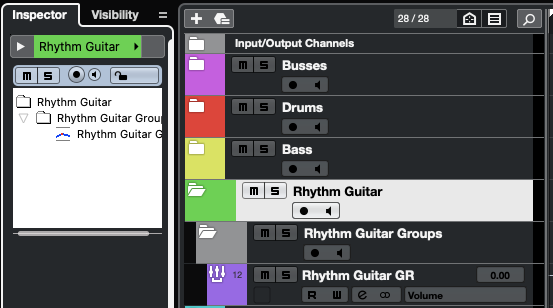 Inspector Visibility
Rhythm Guitar
M S
Rhythm Guitar
Rhythm Guitar Group
Rhythm Guitar G
28 / 28
Input/Output Channels
M S Busses
M S Drums
M S Bass
M S Rhythm Guitar
M S Rhythm Guitar Groups
12 M S Rhythm Guitar GR 0.00
R W e Volume